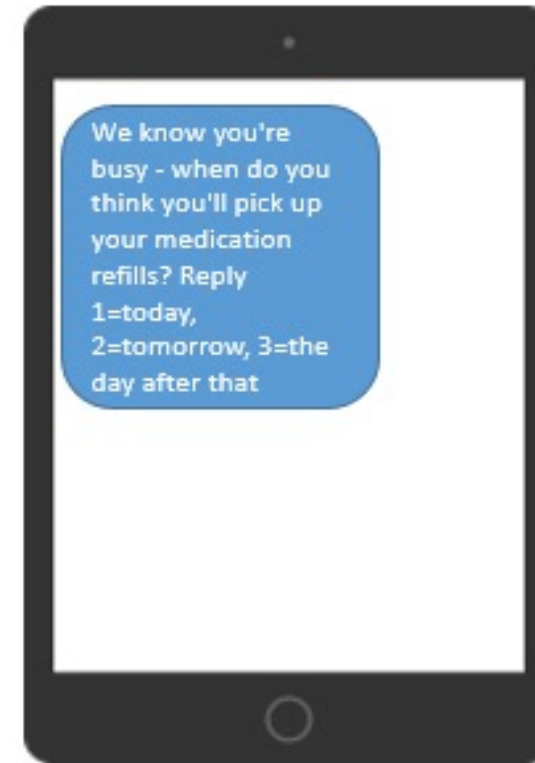 We know you're
busy - when do you
think you'll pick up
your medication
refills? Reply
1=today,
2=tomorrow, 3=the
day after that